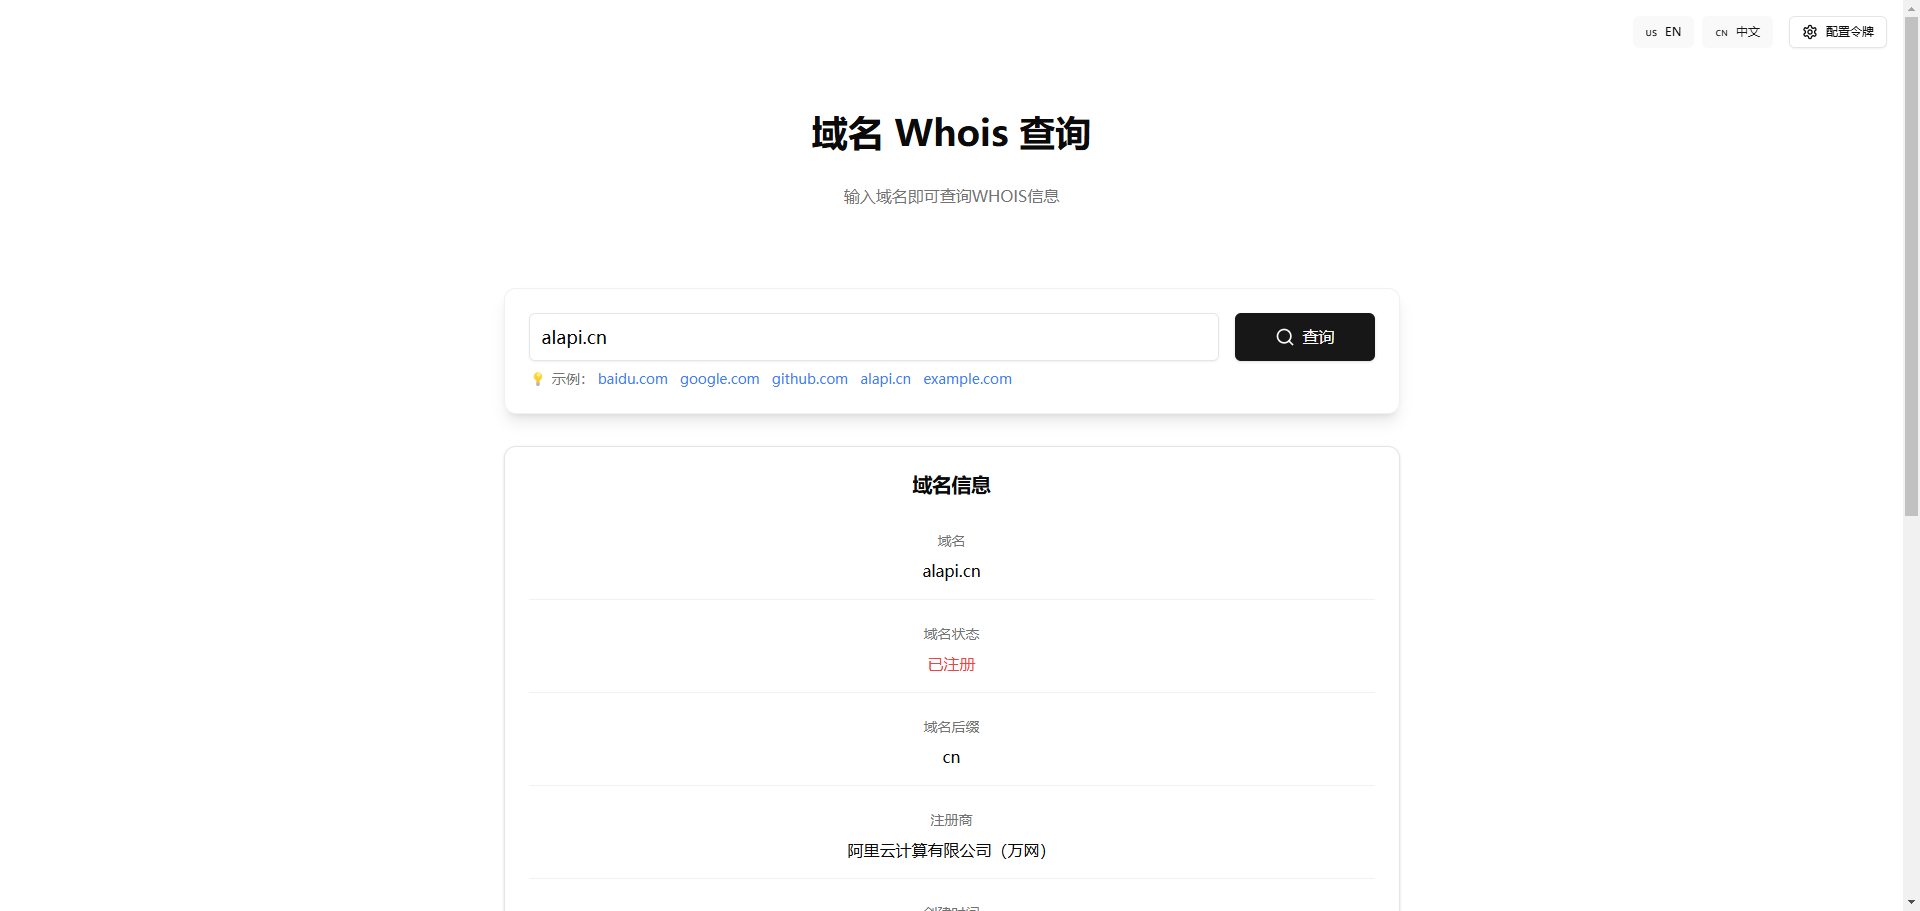 US EN CN 中文 配置令牌
域名 Whois 查询
输入域名即可查询WHOIS信息
alapi.cn
查询
示例: baidu.com google.com github.com alapi.cn example.com
域名信息
域名
alapi.cn
域名状态
已注册
域名后缀
cn
注册商
阿里云计算有限公司（万网）
创建时间